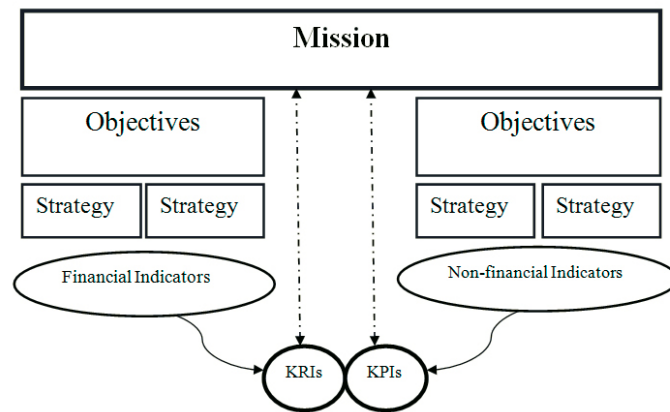 Mission
Objectives
Objectives
Strategy
Strategy
Strategy
Strategy
Financial Indicators
Non-financial Indicators
KRIs
KPIs